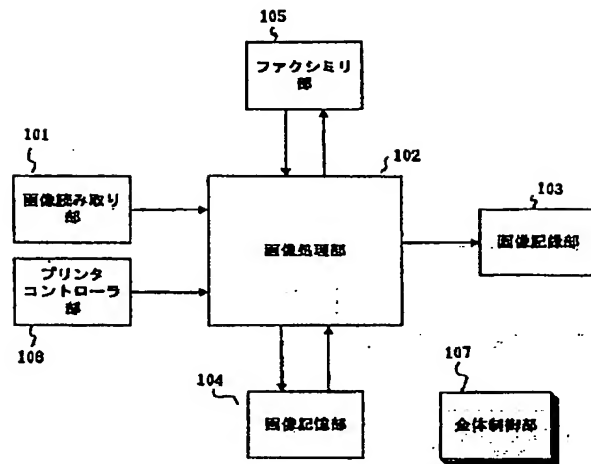 105
ファクシミリ
部
101
102
画像読み取り
部
103
画像処理部
画像記録部
プリンタ
コントローラ
部
108
104
画像記憶部
107
全体制御部